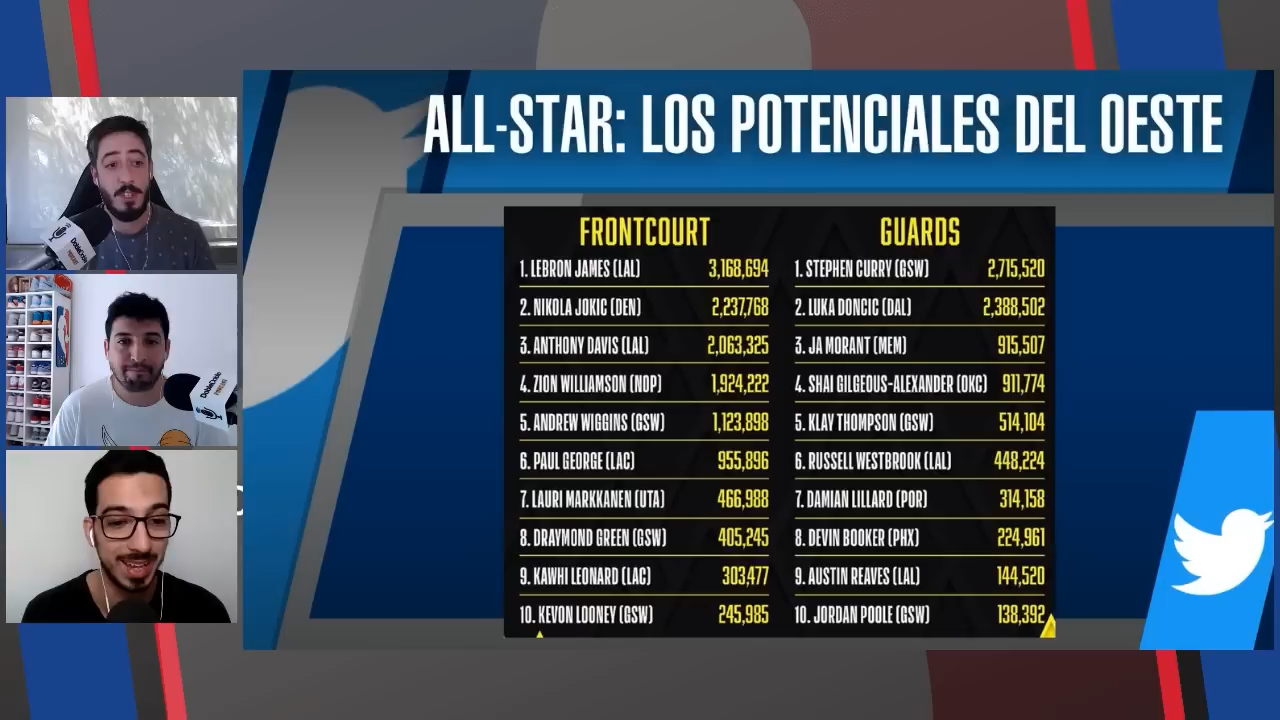 ALL-STAR: LOS POTENCIALES DEL OESTE
FRONTCOURT
1. LEBRON JAMES (LAL) 3,168,694
2. NIKOLA JOKIC (DEN) 2,237,768
3. ANTHONY DAVIS (LAL) 2,063,325
4. ZION WILLIAMSON (NOP) 1,924,222
5. ANDREW WIGGINS (GSW) 1,123,898
6. PAUL GEORGE (LAC) 955,896
7. LAURI MARKKANEN (UTA) 466,988
8. DRAYMOND GREEN (GSW) 405,245
9. KAWHI LEONARD (LAC) 303,477
10. KEVON LOONEY (GSW) 245,985
GUARDS
1. STEPHEN CURRY (GSW) 2,715,520
2. LUKA DONCIC (DAL) 2,388,502
3. JA MORANT (MEM) 915,507
4. SHAI GILGEOUS-ALEXANDER (OKC) 911,774
5. KLAY THOMPSON (GSW) 514,104
6. RUSSELL WESTBROOK (LAL) 448,224
7. DAMIAN LILLARD (POR) 314,158
8. DEVIN BOOKER (PHX) 224,961
9. AUSTIN REAVES (LAL) 144,520
10. JORDAN POOLE (GSW) 138,392